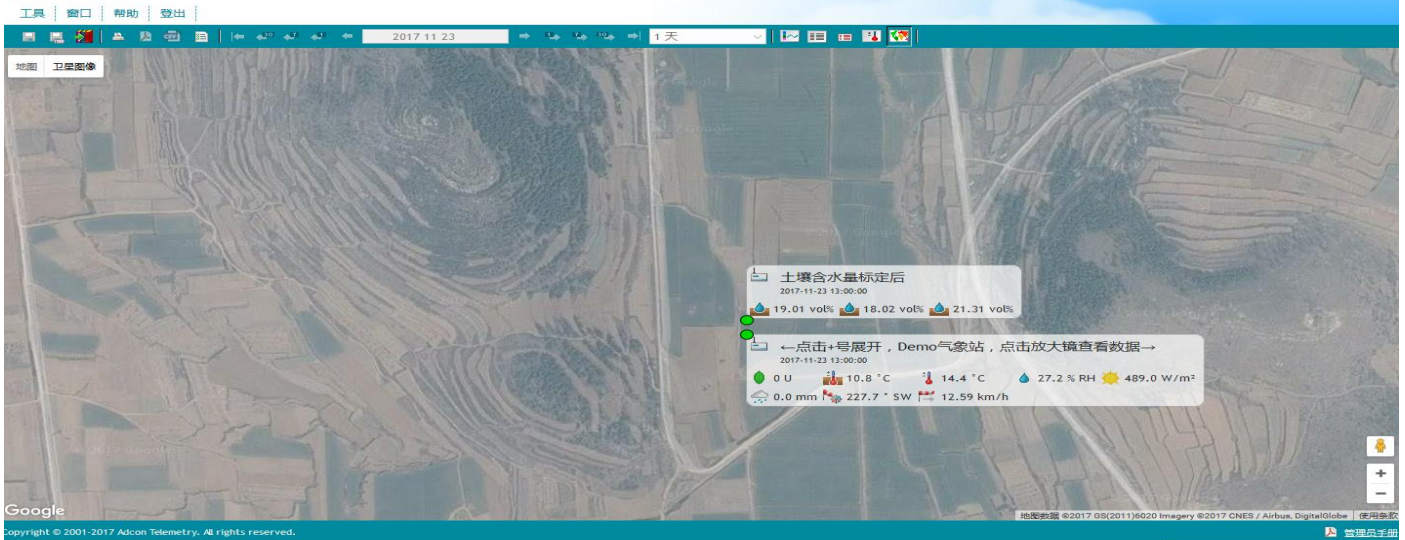 工具 窗口 帮助 登出
2017 11 23 1 天
地图 卫星图像
土壤含水量标定后
2017-11-23 13:00:00
19.01 vol% 18.02 vol% 21.31 vol%
←点击+号展开，Demo气象站，点击放大镜查看数据→
2017-11-23 13:00:00
0 U 10.8 °C 14.4 °C 27.2 % RH 489.0 W/m²
0.0 mm 227.7 ° SW 12.59 km/h
+
−
Google
地图数据 ©2017 GS(2011)6020 Imagery ©2017 CNES / Airbus, DigitalGlobe 使用条款
Copyright © 2001-2017 Adcon Telemetry. All rights reserved. 管理员手册